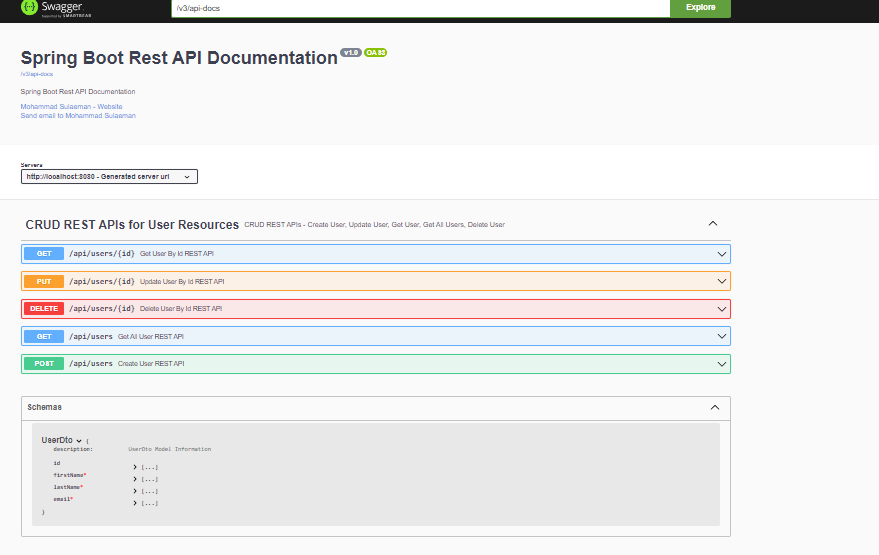 {··} Swagger
Supported by SMARTBEAR
/v3/api-docs
Explore
Spring Boot Rest API Documentation v1.0 OAS3
/v3/api-docs
Spring Boot Rest API Documentation
Mohammad Sulaeman - Website
Send email to Mohammad Sulaeman
Servers
http://localhost:8080 - Generated server url
CRUD REST APIs for User Resources CRUD REST APIs - Create User, Update User, Get User, Get All Users, Delete User
GET /api/users/{id} Get User By Id REST API
PUT /api/users/{id} Update User By Id REST API
DELETE /api/users/{id} Delete User By Id REST API
GET /api/users Get All User REST API
POST /api/users Create User REST API
Schemas
UserDto {
description: UserDto Model Information
id > [...]
firstName* > [...]
lastName* > [...]
email* > [...]
}